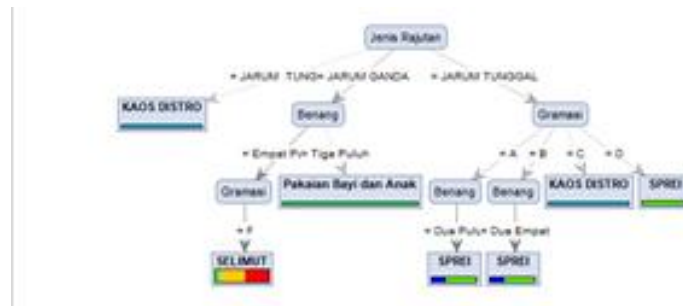 Jenis Rajutan
= JARUM TUNG= JARUM GANDA = JARUM TUNGGAL
KAOS DISTRO Benang Gramasi
= Empat Pu= Tiga Puluh = A = B = C = D
Gramasi Pakaian Bayi dan Anak Benang Benang KAOS DISTRO SPREI
= F = Dua Pulu= Dua Empat
SELIMUT SPREI SPREI